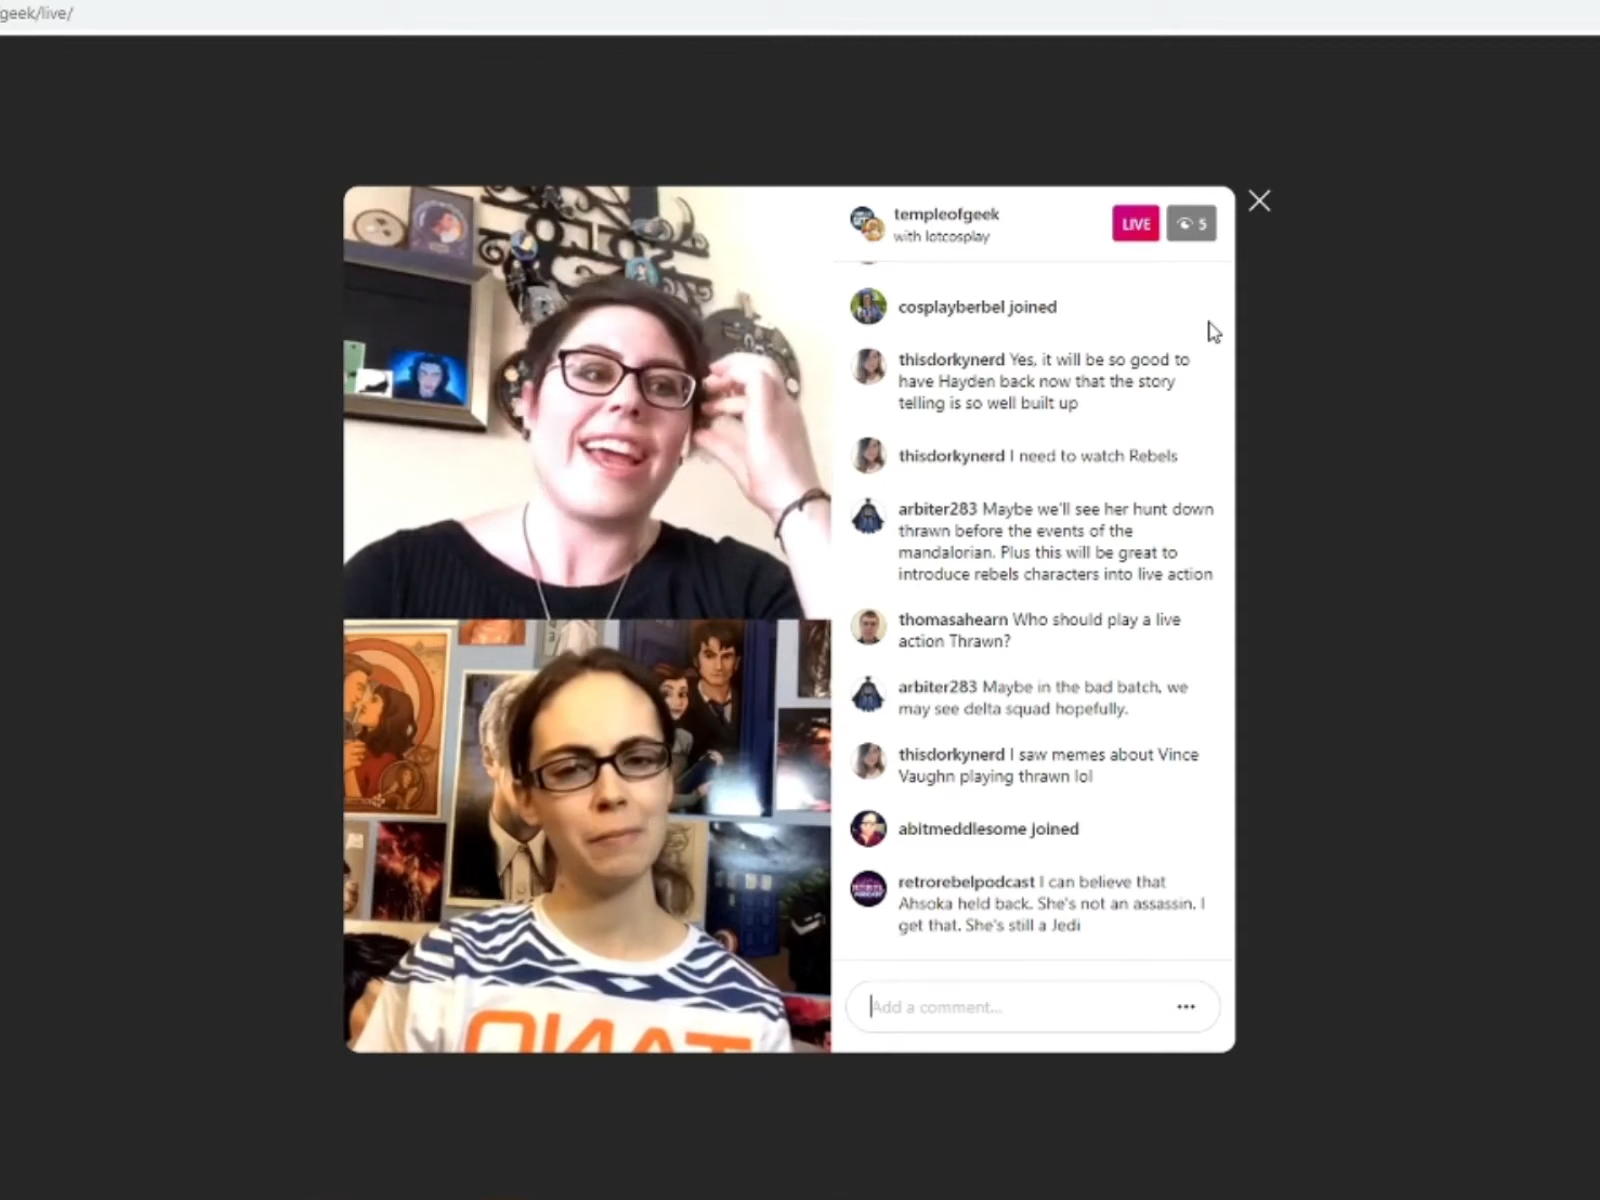 geek/live/
templeofgeek
with lotcosplay
LIVE
5
cosplayberbel joined
thisdorkynerd Yes, it will be so good to
have Hayden back now that the story
telling is so well built up
thisdorkynerd I need to watch Rebels
arbiter283 Maybe we'll see her hunt down
thrawn before the events of the
mandalorian. Plus this will be great to
introduce rebels characters into live action
thomasahearn Who should play a live
action Thrawn?
arbiter283 Maybe in the bad batch, we
may see delta squad hopefully.
thisdorkynerd I saw memes about Vince
Vaughn playing thrawn lol
abitmeddlesome joined
retrorebelpodcast I can believe that
Ahsoka held back. She's not an assassin. I
get that. She's still a Jedi
Add a comment...